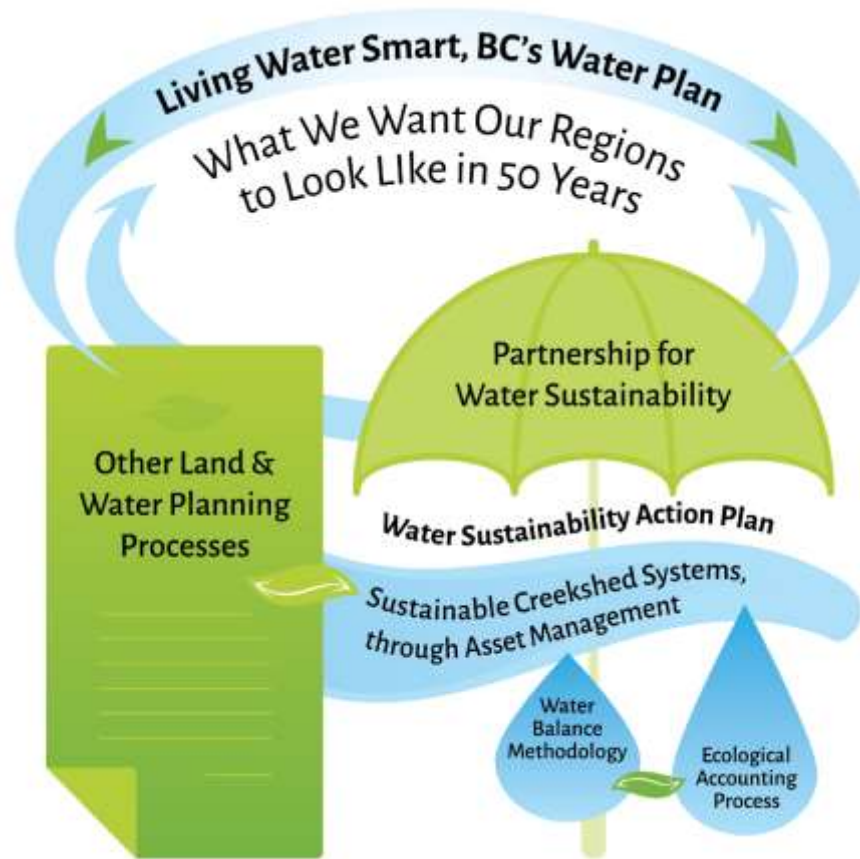 Living Water Smart, BC's Water Plan
What We Want Our Regions
to Look LIke in 50 Years
Partnership for
Water Sustainability
Other Land &
Water Planning
Processes
Water Sustainability Action Plan
Sustainable Creekshed Systems,
through Asset Management
Water
Balance
Methodology
Ecological
Accounting
Process